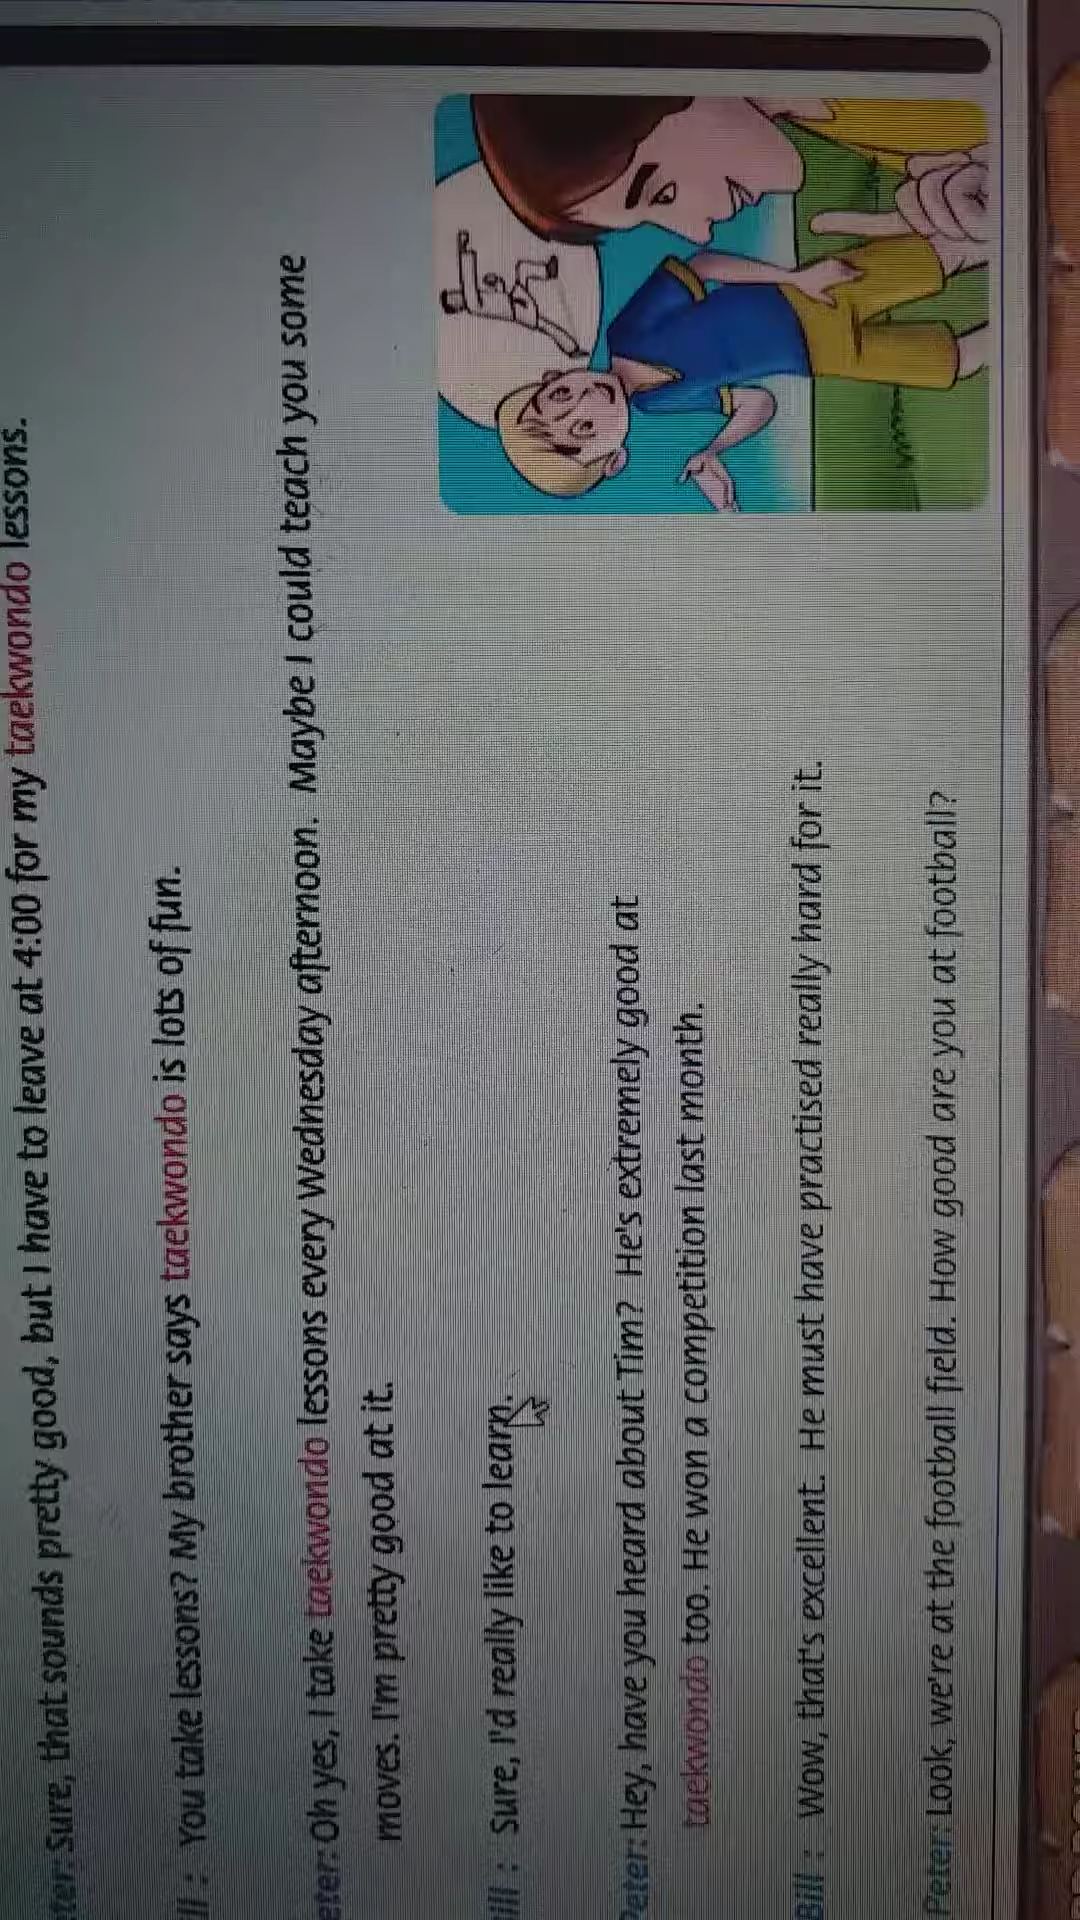 ter: Sure, that sounds pretty good, but I have to leave at 4:00 for my taekwondo lessons.
ll : You take lessons? My brother says taekwondo is lots of fun.
eter: Oh yes, I take taekwondo lessons every Wednesday afternoon. Maybe I could teach you some
moves. I'm pretty good at it.
ill : Sure, I'd really like to learn.
Peter: Hey, have you heard about Tim? He's extremely good at
taekwondo too. He won a competition last month.
Bill : Wow, that's excellent. He must have practised really hard for it.
Peter: Look, we're at the football field. How good are you at football?